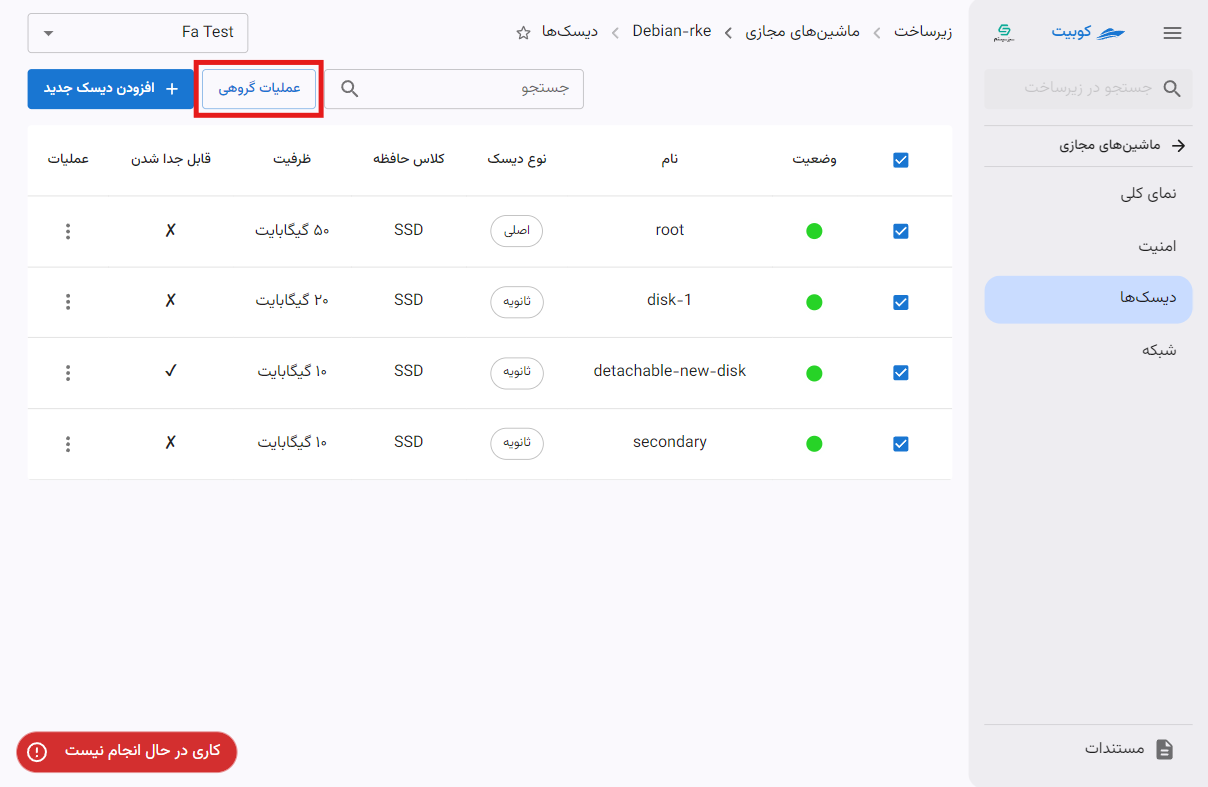 کوبیت
جستجو در زیرساخت
ماشین‌های مجازی
نمای کلی
امنیت
دیسک‌ها
شبکه
مستندات
زیرساخت > ماشین‌های مجازی > Debian-rke > دیسک‌ها
Fa Test
جستجو
عملیات گروهی
+ افزودن دیسک جدید
وضعیت نام نوع دیسک کلاس حافظه ظرفیت قابل جدا شدن عملیات
root اصلی SSD ۵۰ گیگابایت ✗
disk-1 ثانویه SSD ۲۰ گیگابایت ✗
detachable-new-disk ثانویه SSD ۱۰ گیگابایت ✓
secondary ثانویه SSD ۱۰ گیگابایت ✗
کاری در حال انجام نیست